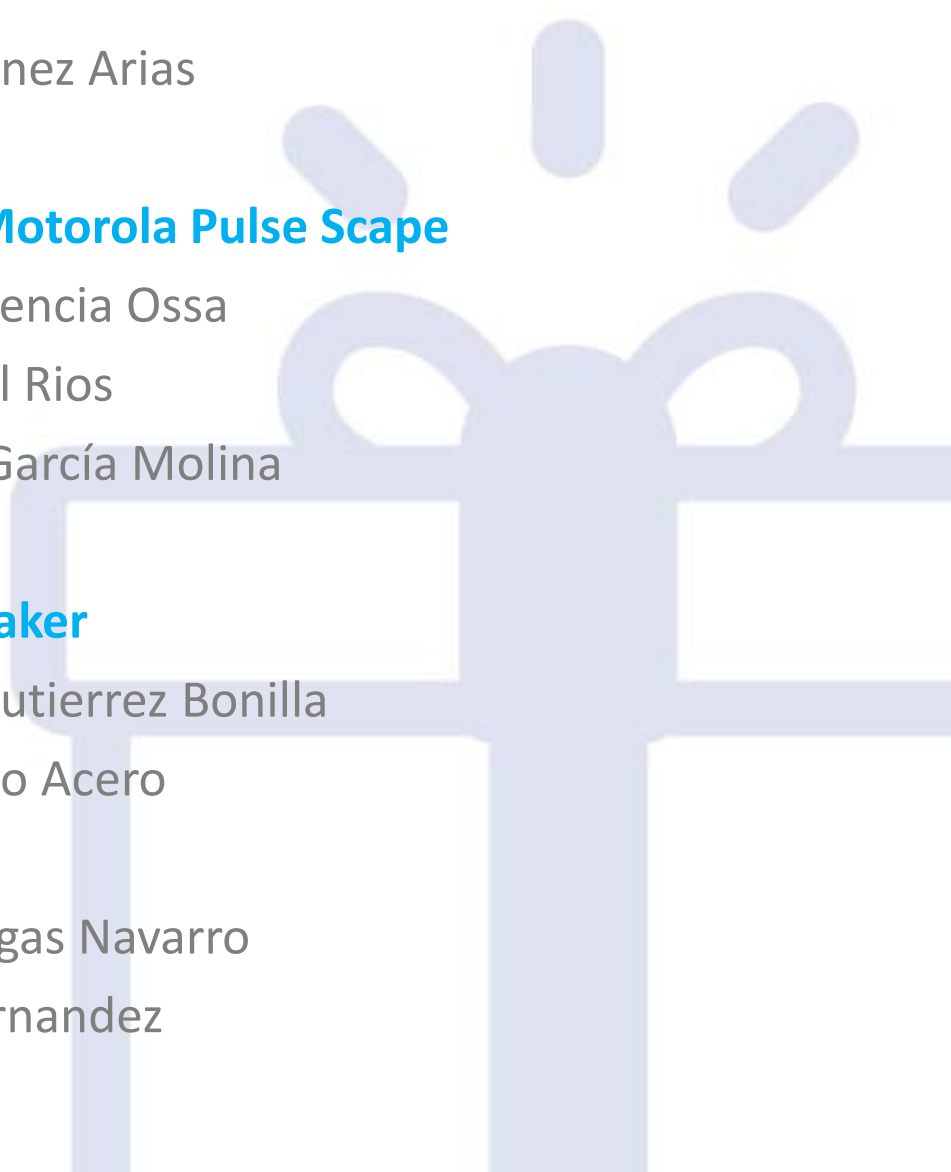 nez Arias
Motorola Pulse Scape
encia Ossa
l Rios
García Molina
aker
utierrez Bonilla
o Acero
gas Navarro
rnandez